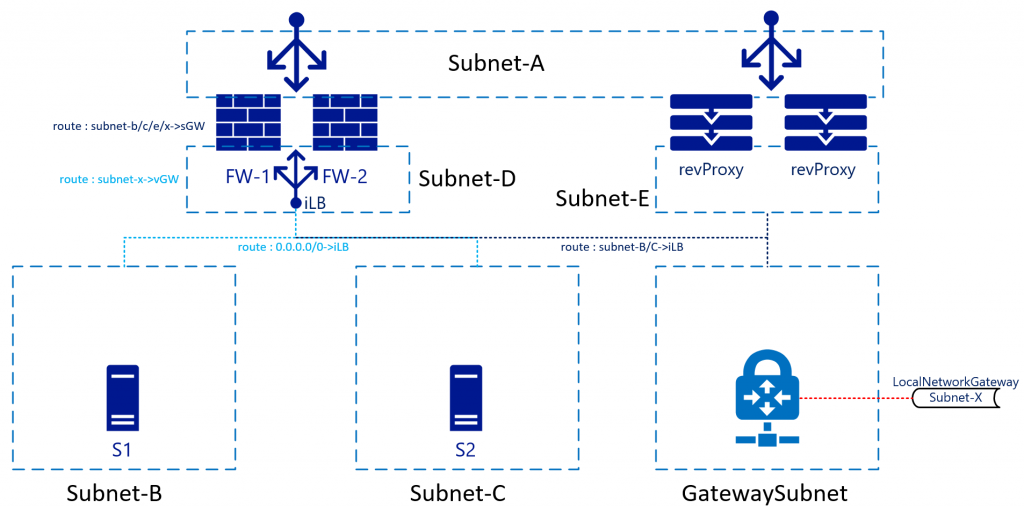 Subnet-A
route : subnet-b/c/e/x->sGW
route : subnet-x->vGW
FW-1
FW-2
Subnet-D
iLB
revProxy
revProxy
Subnet-E
route : 0.0.0.0/0->iLB
route : subnet-B/C->iLB
S1
S2
LocalNetworkGateway
Subnet-X
Subnet-B
Subnet-C
GatewaySubnet